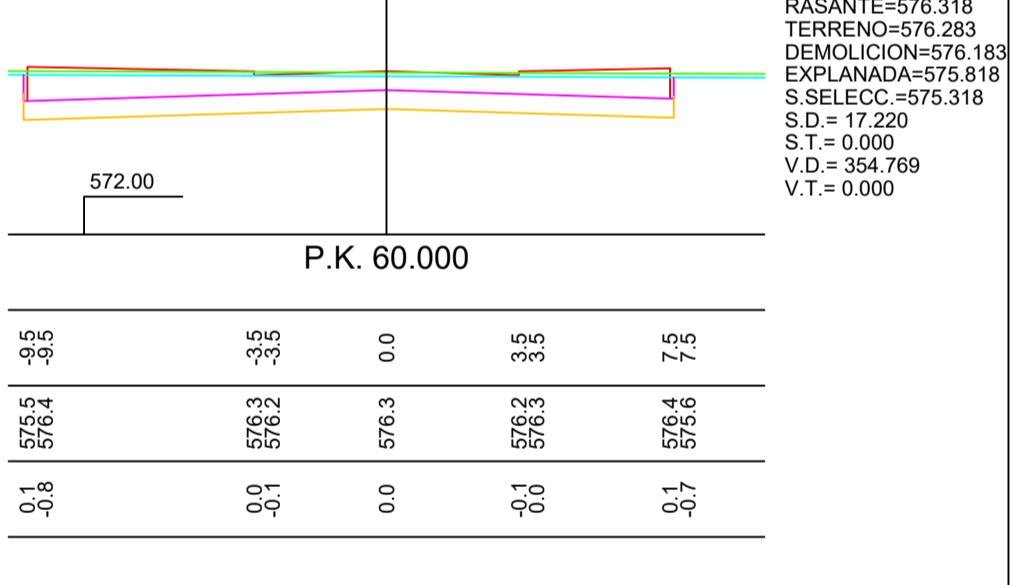 RASANTE=576.318
TERRENO=576.283
DEMOLICION=576.183
EXPLANADA=575.818
S.SELECC.=575.318
S.D.= 17.220
S.T.= 0.000
V.D.= 354.769
V.T.= 0.000
572.00
P.K. 60.000
-9.5 -9.5 -3.5 -3.5 0.0 3.5 3.5 7.5 7.5
575.5 576.4 576.3 576.2 576.3 576.2 576.3 576.4 575.6
0.1 -0.8 0.0 -0.1 0.0 -0.1 0.0 0.1 -0.7